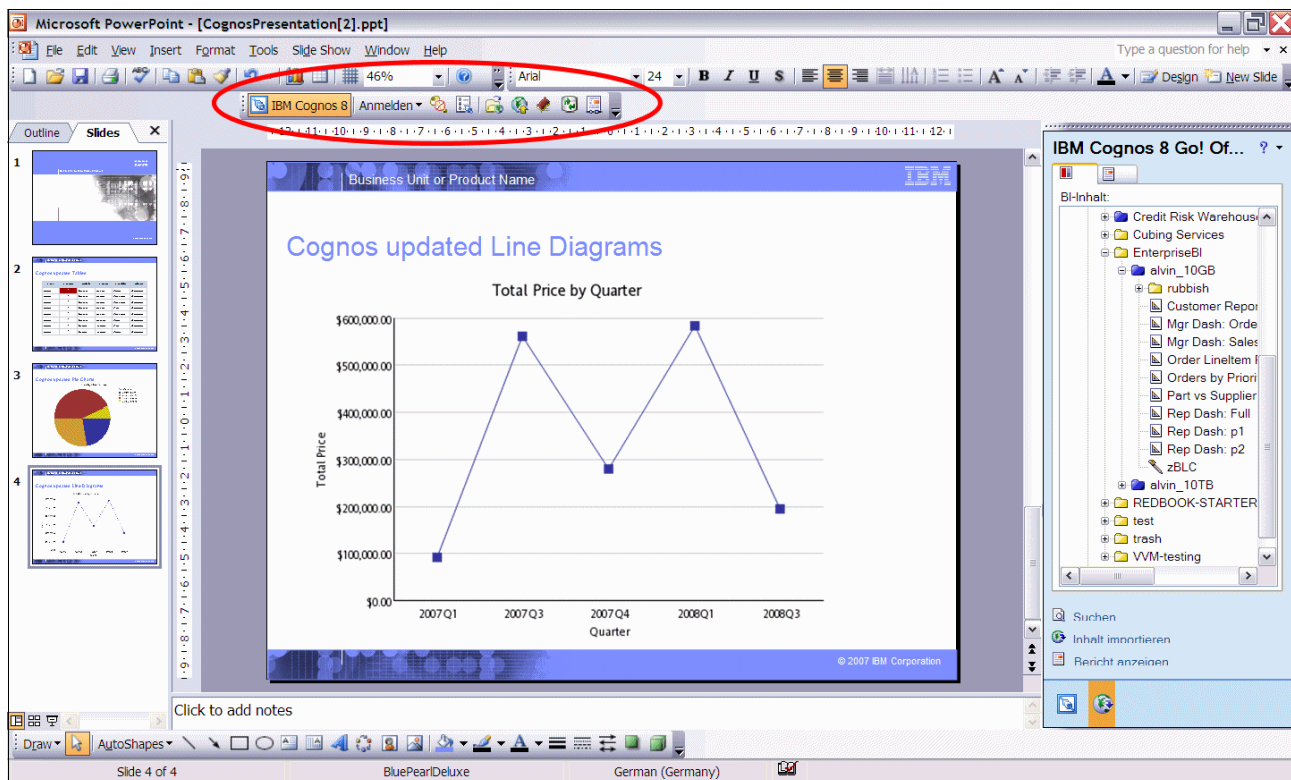 Microsoft PowerPoint - [CognosPresentation[2].ppt]
File Edit View Insert Format Tools Slide Show Window Help
Type a question for help
46%
Arial
24
B I U S
Design
New Slide
IBM Cognos 8
Anmelden
Outline
Slides
1
2
3
4
Business Unit or Product Name
IBM
Cognos updated Line Diagrams
Total Price by Quarter
$600,000.00
$500,000.00
$400,000.00
$300,000.00
$200,000.00
$100,000.00
$0.00
Total Price
2007Q1 2007Q3 2007Q4 2008Q1 2008Q3
Quarter
© 2007 IBM Corporation
Click to add notes
IBM Cognos 8 Go! Of...
BI-Inhalt:
Credit Risk Warehous
Cubing Services
EnterpriseBI
alvin_10GB
rubbish
Customer Repor
Mgr Dash: Orde
Mgr Dash: Sales
Order LineItem
Orders by Priori
Part vs Supplier
Rep Dash: Full
Rep Dash: p1
Rep Dash: p2
zBLC
alvin_10TB
REDBOOK-STARTER
test
trash
VVM-testing
Suchen
Inhalt importieren
Bericht anzeigen
Draw
AutoShapes
Slide 4 of 4
BluePearlDeluxe
German (Germany)